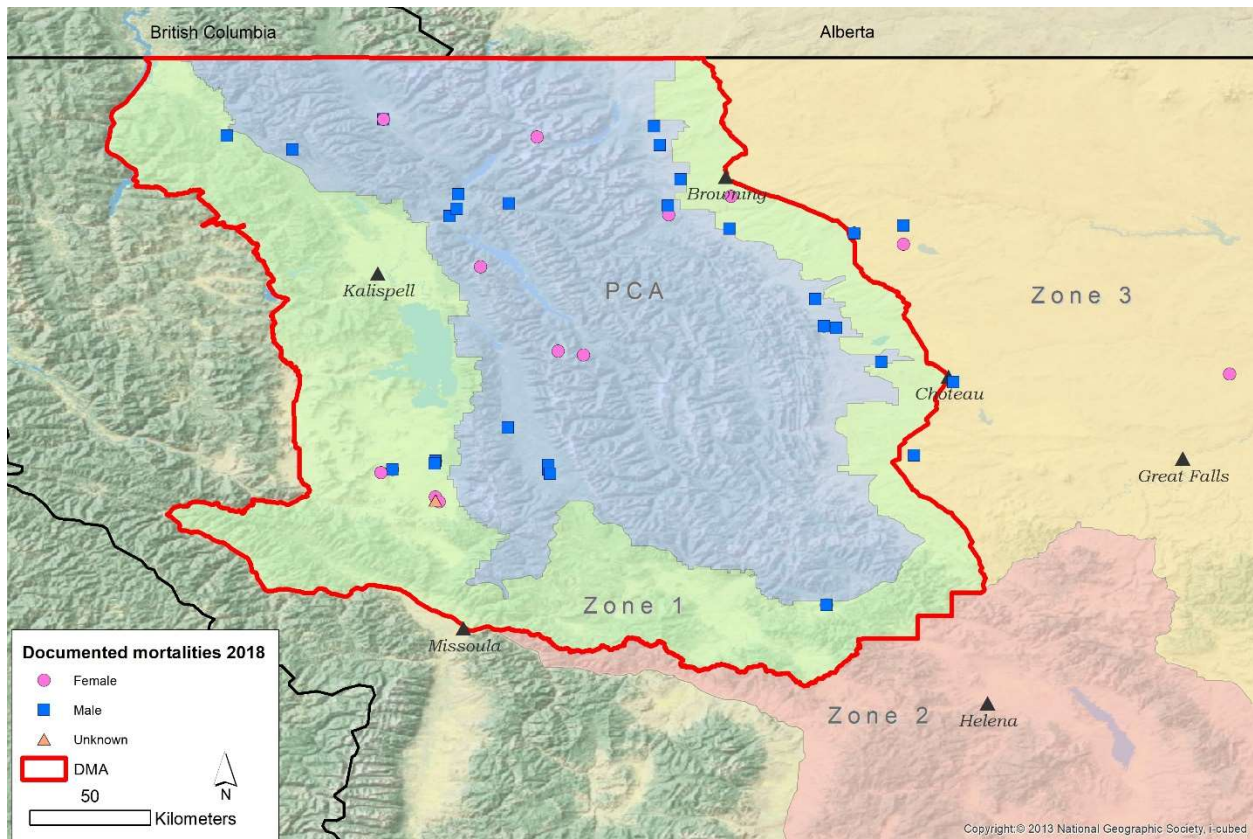 British Columbia
Alberta
Browning
Kalispell
PCA
Zone 3
Choteau
Great Falls
Zone 1
Missoula
Zone 2
Helena
Documented mortalities 2018
Female
Male
Unknown
DMA
50
Kilometers
N
Copyright:© 2013 National Geographic Society, i-cubed